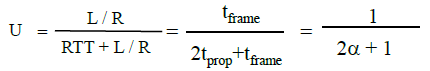 U = L / R / RTT + L / R = t_frame / 2t_prop+t_frame = 1 / 2α + 1